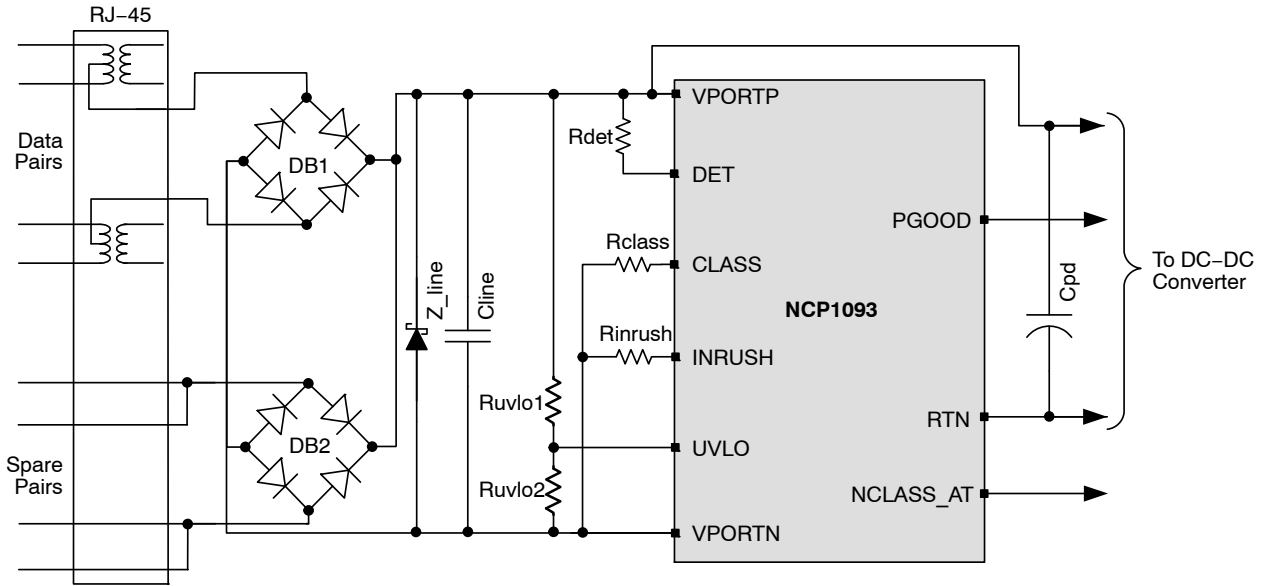 RJ−45
Data
Pairs
Spare
Pairs
DB1
DB2
Z_line
Cline
Rdet
Rclass
Rinrush
Ruvlo1
Ruvlo2
VPORTP
DET
CLASS
INRUSH
UVLO
VPORTN
NCP1093
PGOOD
RTN
NCLASS_AT
Cpd
To DC−DC
Converter